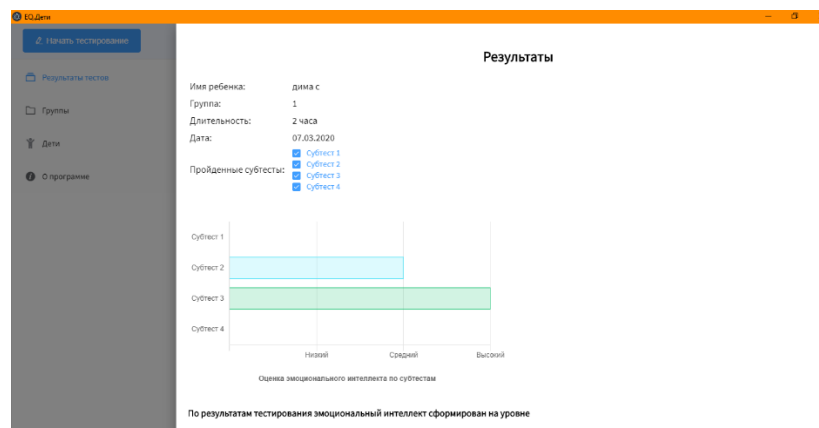 EQ.Дети
Начать тестирование
Результаты тестов
Группы
Дети
О программе
Результаты
Имя ребенка: дима с
Группа: 1
Длительность: 2 часа
Дата: 07.03.2020
Пройденные субтесты:
Субтест 1
Субтест 2
Субтест 3
Субтест 4
Субтест 1
Субтест 2
Субтест 3
Субтест 4
Низкий Средний Высокий
Оценка эмоционального интеллекта по субтестам
По результатам тестирования эмоциональный интеллект сформирован на уровне